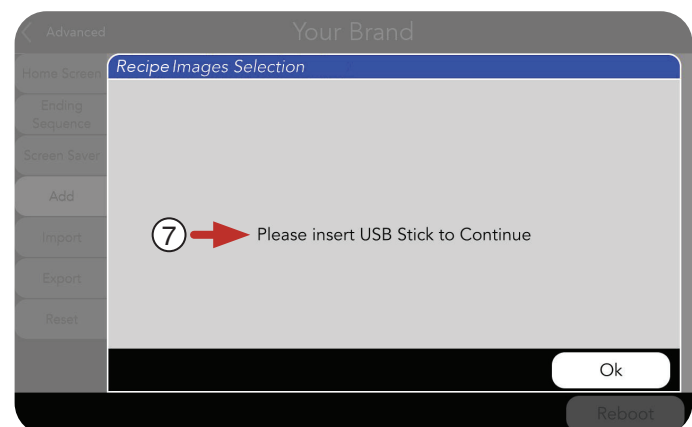 Advanced
Your Brand
Home Screen
Recipe Images Selection
Ending
Sequence
Screen Saver
Add
7
Please insert USB Stick to Continue
Import
Export
Reset
Ok
Reboot